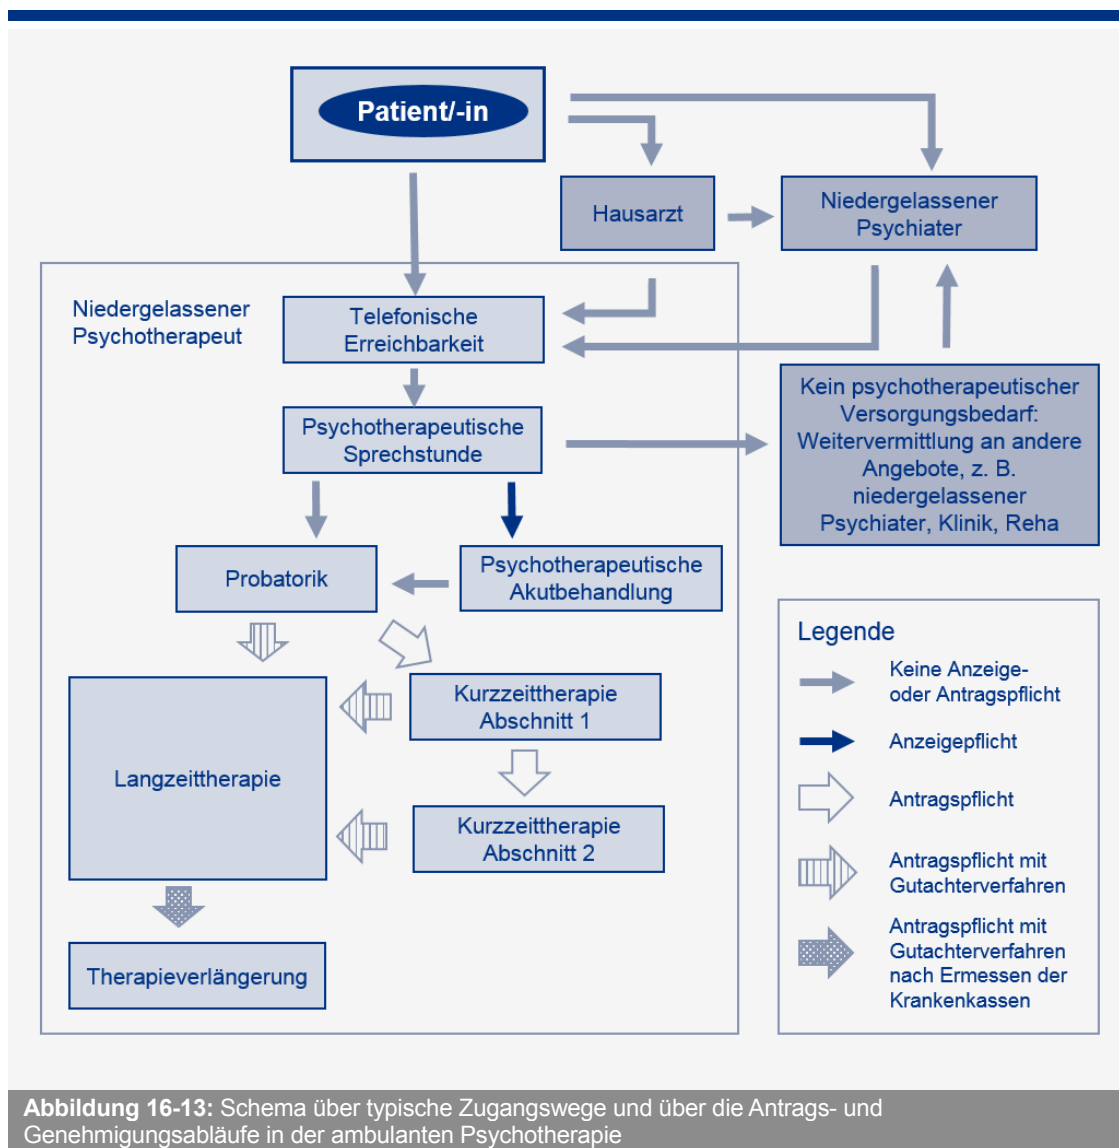 Patient/-in
Hausarzt
Niedergelassener
Psychiater
Niedergelassener
Psychotherapeut
Telefonische
Erreichbarkeit
Psychotherapeutische
Sprechstunde
Kein psychotherapeutischer
Versorgungsbedarf:
Weitervermittlung an andere
Angebote, z. B.
niedergelassener
Psychiater, Klinik, Reha
Probatorik
Psychotherapeutische
Akutbehandlung
Langzeittherapie
Kurzzeittherapie
Abschnitt 1
Kurzzeittherapie
Abschnitt 2
Therapieverlängerung
Legende
Keine Anzeige-
oder Antragspflicht
Anzeigepflicht
Antragspflicht
Antragspflicht mit
Gutachterverfahren
Antragspflicht mit
Gutachterverfahren
nach Ermessen der
Krankenkassen
Abbildung 16-13: Schema über typische Zugangswege und über die Antrags- und
Genehmigungsabläufe in der ambulanten Psychotherapie